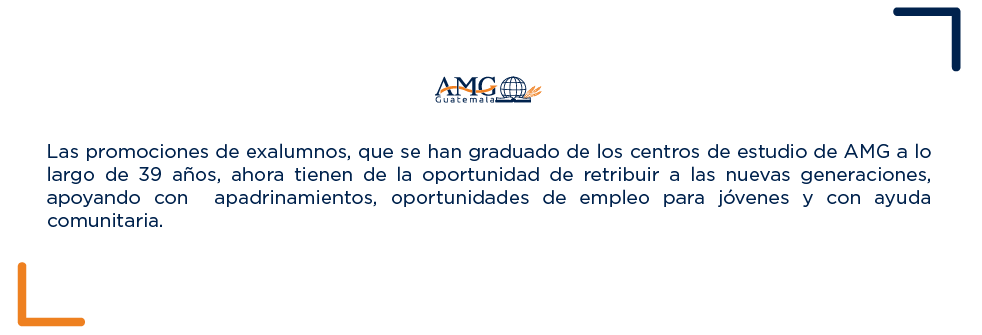 AMG
Guatemala
Las promociones de exalumnos, que se han graduado de los centros de estudio de AMG a lo
largo de 39 años, ahora tienen de la oportunidad de retribuir a las nuevas generaciones,
apoyando con apadrinamientos, oportunidades de empleo para jóvenes y con ayuda
comunitaria.